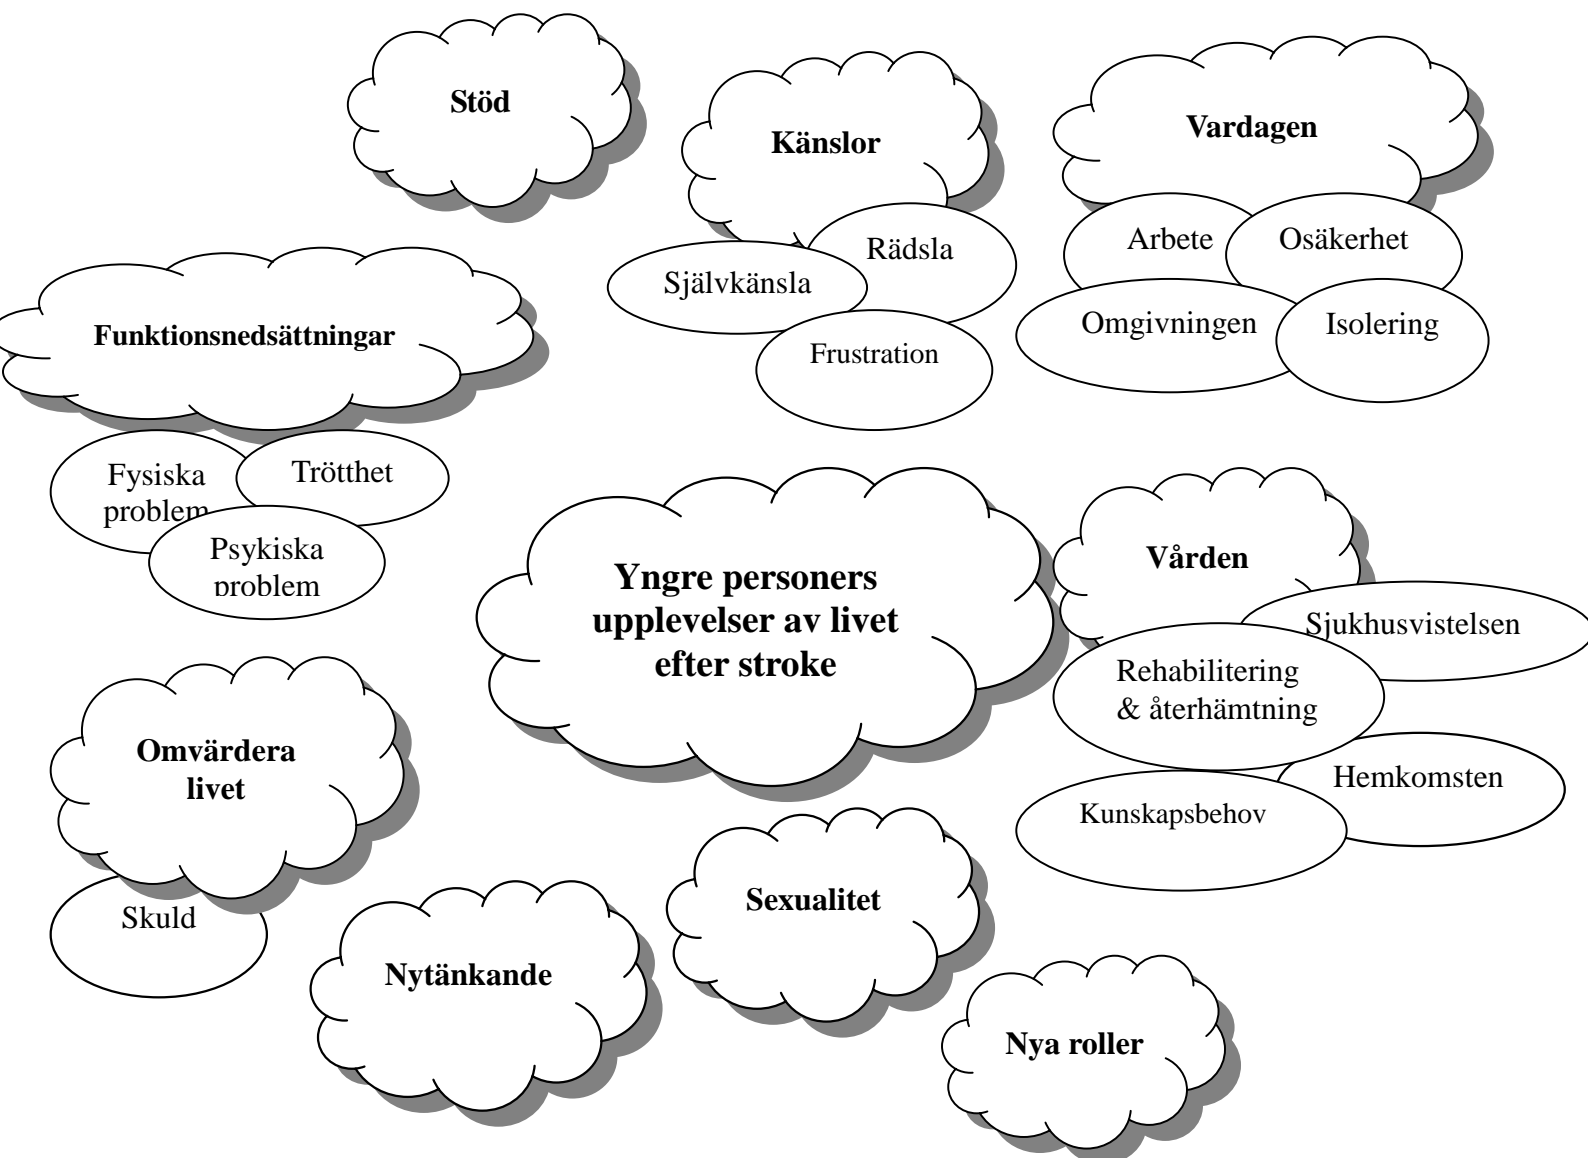 Stöd
Känslor
Vardagen
Rädsla
Självkänsla
Frustration
Arbete
Osäkerhet
Omgivningen
Isolering
Funktionsnedsättningar
Fysiska
problem
Trötthet
Psykiska
problem
Yngre personers
upplevelser av livet
efter stroke
Vården
Sjukhusvistelsen
Rehabilitering
& återhämtning
Hemkomsten
Kunskapsbehov
Omvärdera
livet
Skuld
Nytänkande
Sexualitet
Nya roller